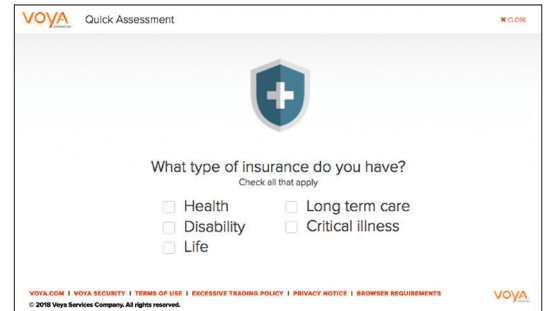 VOYA
FINANCIAL
Quick Assessment
✖ CLOSE
What type of insurance do you have?
Check all that apply
Health
Long term care
Disability
Critical illness
Life
VOYA.COM I VOYA SECURITY I TERMS OF USE I EXCESSIVE TRADING POLICY I PRIVACY NOTICE I BROWSER REQUIREMENTS
© 2018 Voya Services Company. All rights reserved.
VOYA